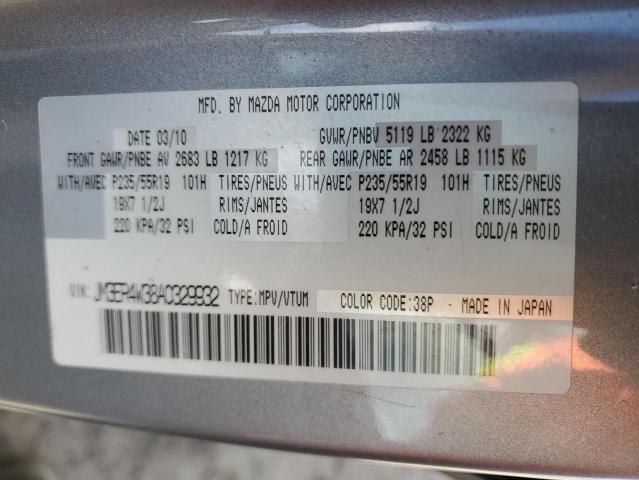 MFD. BY MAZDA MOTOR CORPORATION
DATE 03/10 GVWR/PNBV 5119 LB 2322 KG
FRONT GAWR/PNBE AV 2683 LB 1217 KG REAR GAWR/PNBE AR 2458 LB 1115 KG
WITH/AVEC P235/55R19 101H TIRES/PNEUS WITH/AVEC P235/55R19 101H TIRES/PNEUS
19X7 1/2J RIMS/JANTES 19X7 1/2J RIMS/JANTES
220 KPA/32 PSI COLD/A FROID 220 KPA/32 PSI COLD/A FROID
VIN: JM3ER4W38A0329932 TYPE:MPV/VTUM COLOR CODE:38P - MADE IN JAPAN